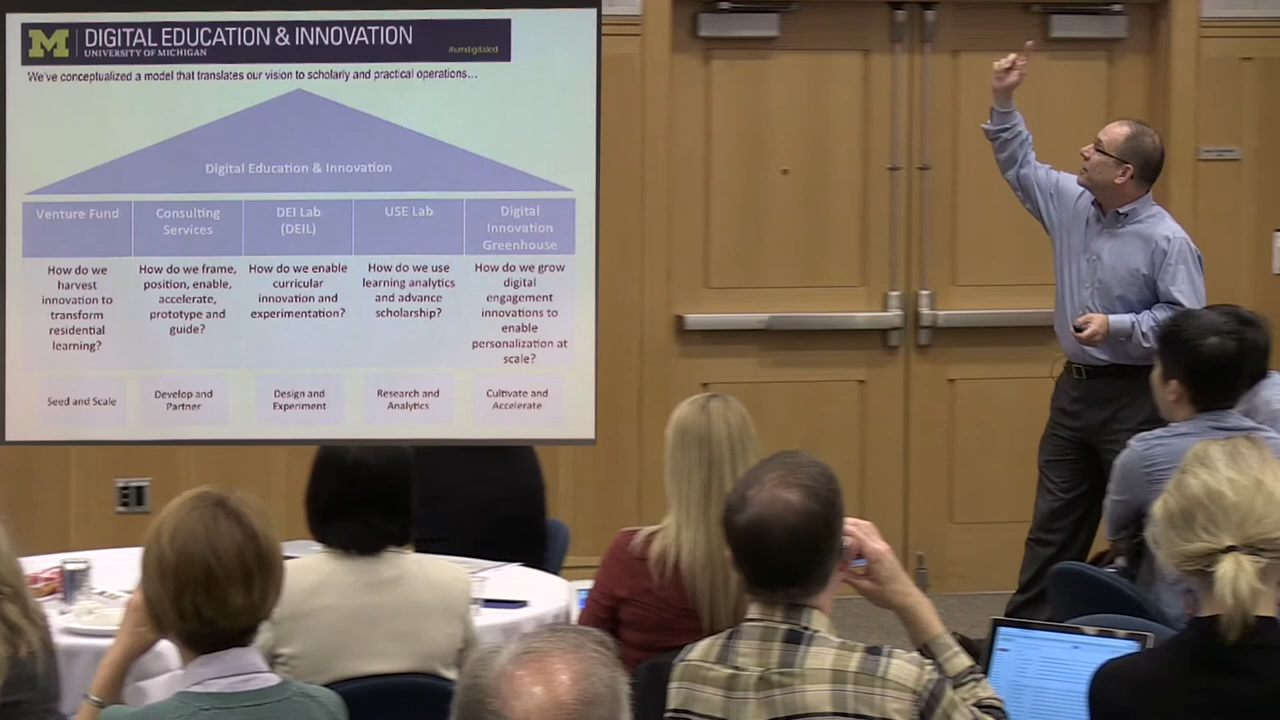 M
DIGITAL EDUCATION & INNOVATION
UNIVERSITY OF MICHIGAN
#umdigitaled
We've conceptualized a model that translates our vision to scholarly and practical operations...
Digital Education & Innovation
Venture Fund
Consulting
Services
DEI Lab
(DEIL)
USE Lab
Digital
Innovation
Greenhouse
How do we
harvest
innovation to
transform
residential
learning?
How do we frame,
position, enable,
accelerate,
prototype and
guide?
How do we enable
curricular
innovation and
experimentation?
How do we use
learning analytics
and advance
scholarship?
How do we grow
digital
engagement
innovations to
enable
personalization at
scale?
Seed and Scale
Develop and
Partner
Design and
Experiment
Research and
Analytics
Cultivate and
Accelerate